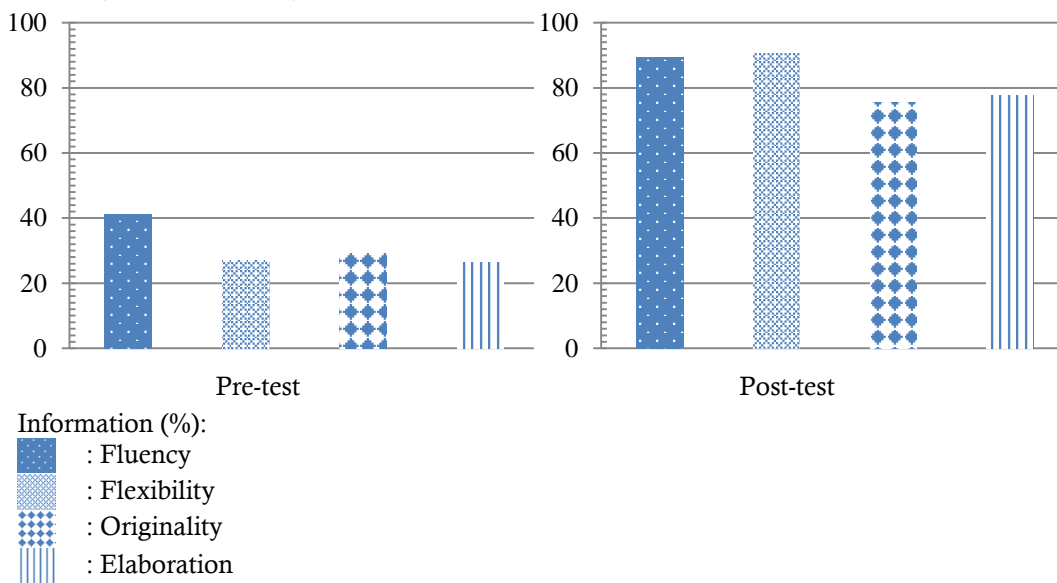 100
80
60
40
20
0
Pre-test
100
80
60
40
20
0
Post-test
Information (%):
: Fluency
: Flexibility
: Originality
: Elaboration